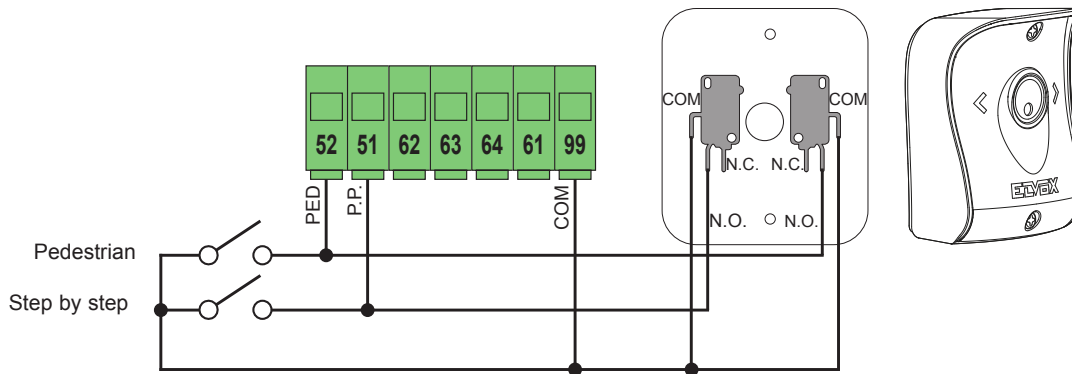 COM COM
52 51 62 63 64 61 99
N.C. N.C.
PED P.P. COM
N.O. N.O.
Pedestrian
Step by step
ELVOX